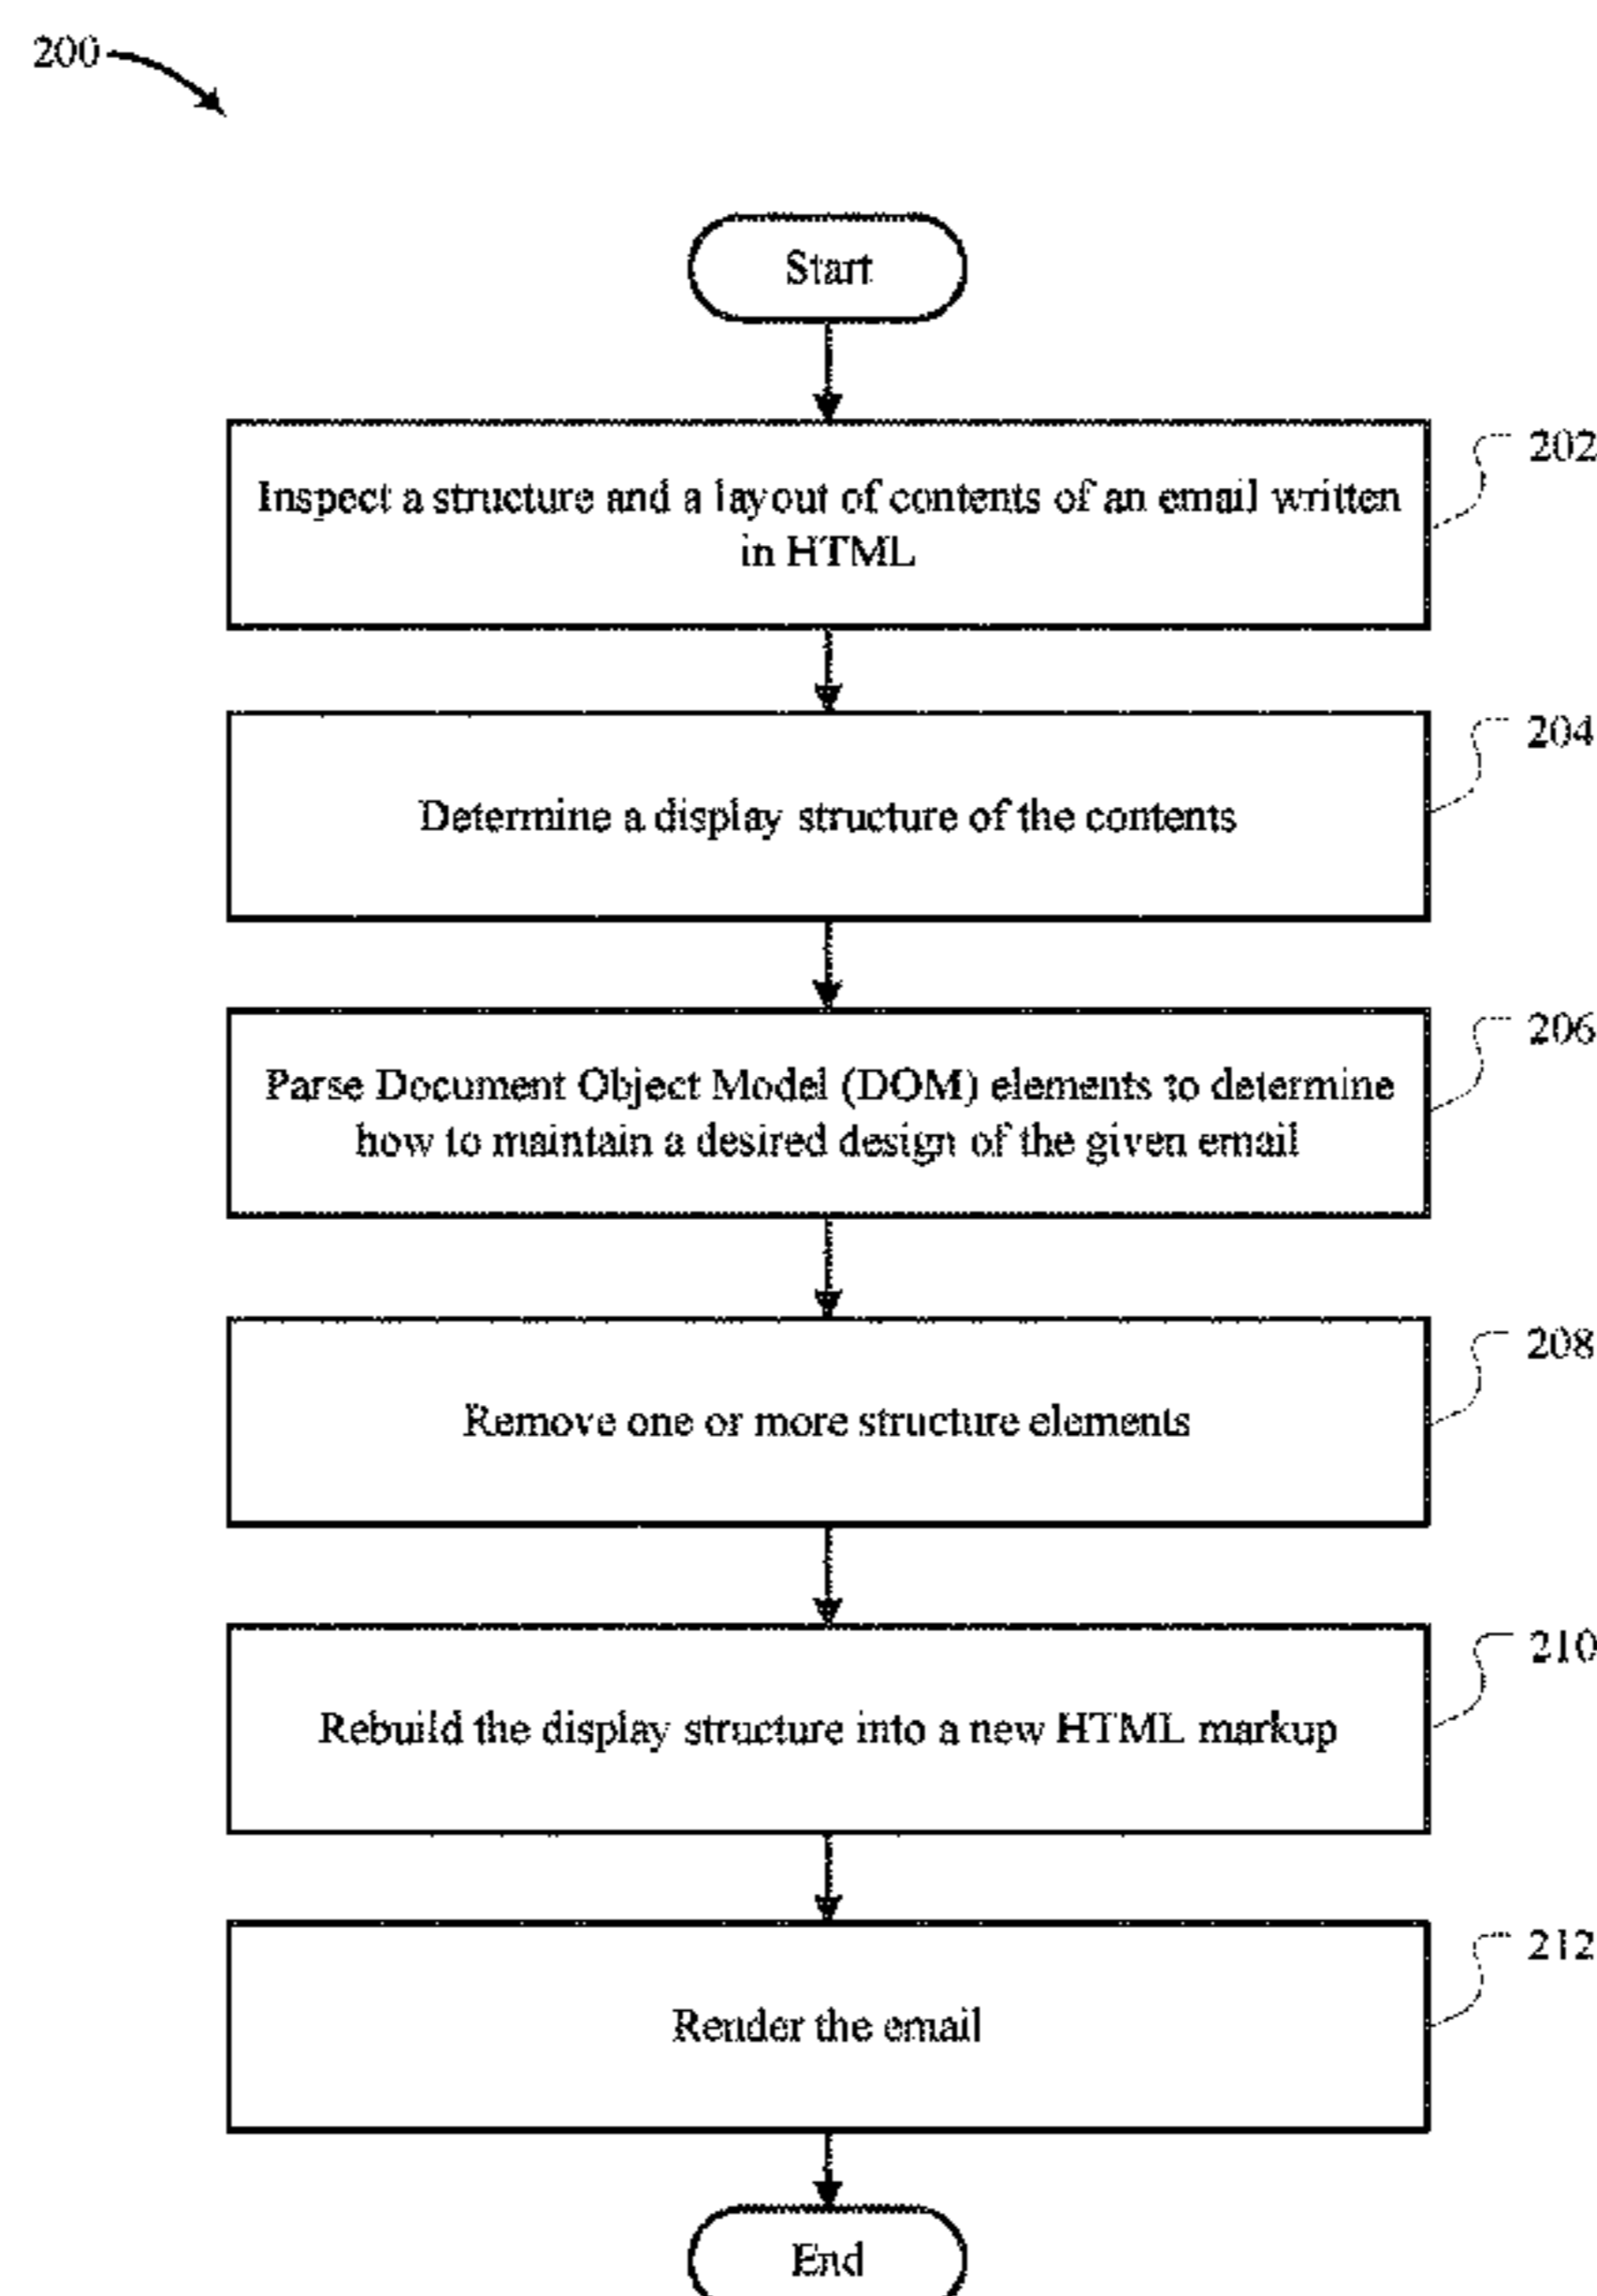 200
Start
202
Inspect a structure and a layout of contents of an email written
in HTML
204
Determine a display structure of the contents
206
Parse Document Object Model (DOM) elements to determine
how to maintain a desired design of the given email
208
Remove one or more structure elements
210
Rebuild the display structure into a new HTML markup
212
Render the email
End